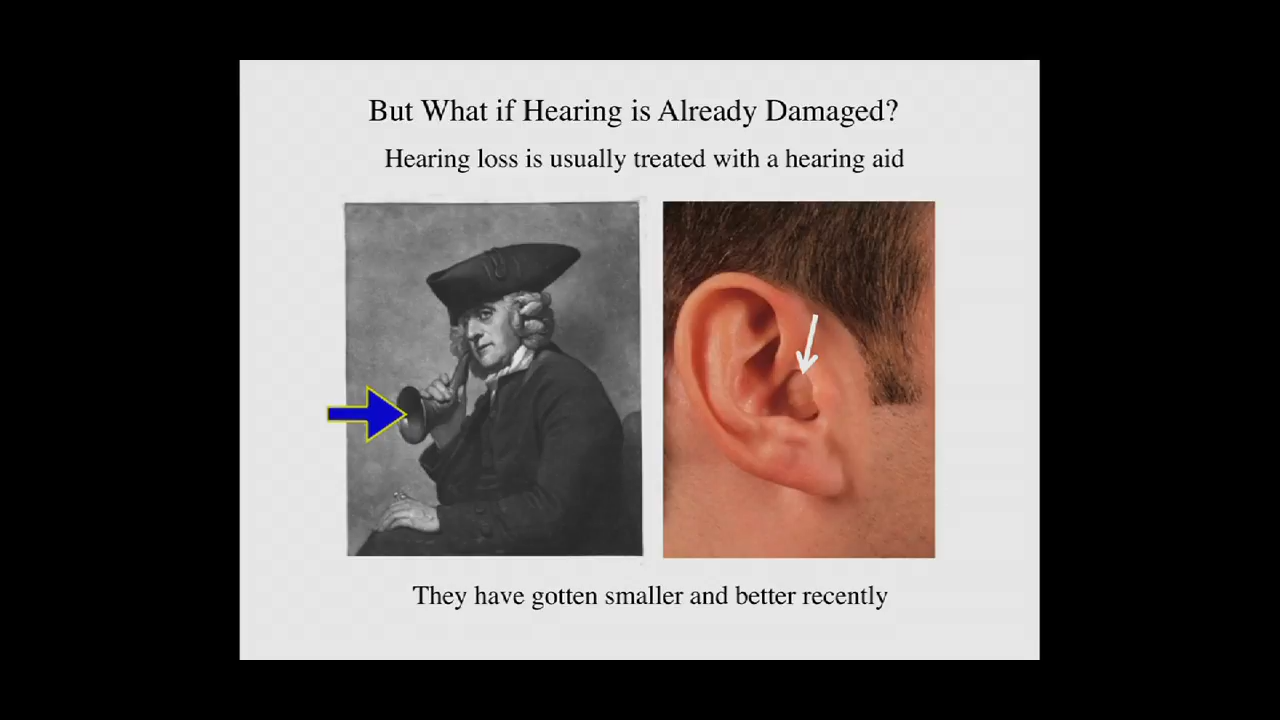 But What if Hearing is Already Damaged?
Hearing loss is usually treated with a hearing aid
They have gotten smaller and better recently